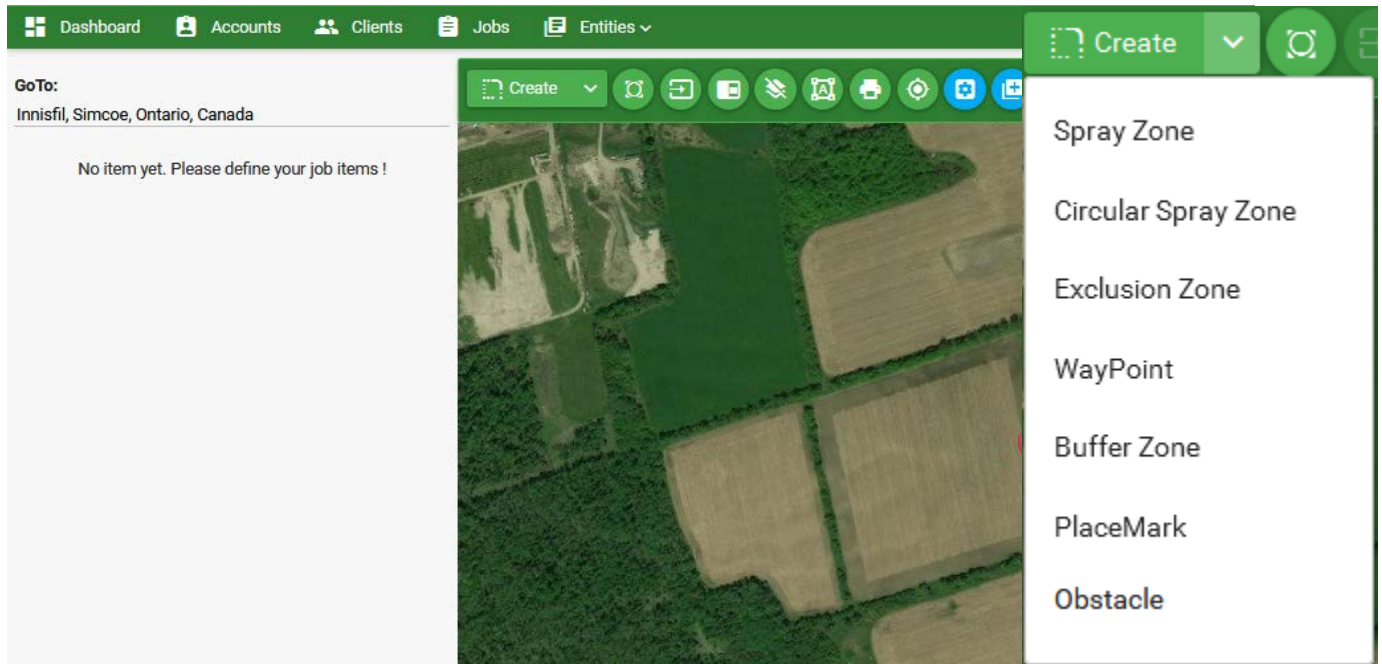 Dashboard Accounts Clients Jobs Entities
GoTo:
Innisfil, Simcoe, Ontario, Canada
No item yet. Please define your job items !
Create
A
Create
Spray Zone
Circular Spray Zone
Exclusion Zone
WayPoint
Buffer Zone
PlaceMark
Obstacle